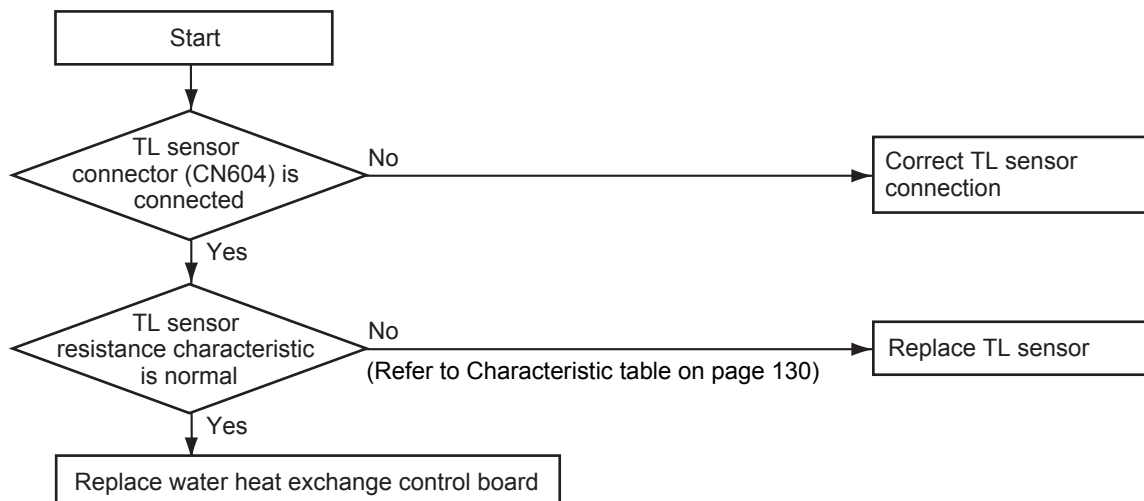 Start
TL sensor
connector (CN604) is
connected
No
Correct TL sensor
connection
Yes
TL sensor
resistance characteristic
is normal
No
(Refer to Characteristic table on page 130)
Replace TL sensor
Yes
Replace water heat exchange control board